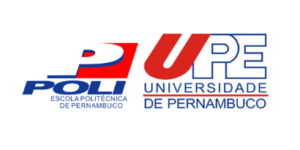 P
POLI
ESCOLA POLITÉCNICA
DE PERNAMBUCO
UPE
UNIVERSIDADE
DE PERNAMBUCO